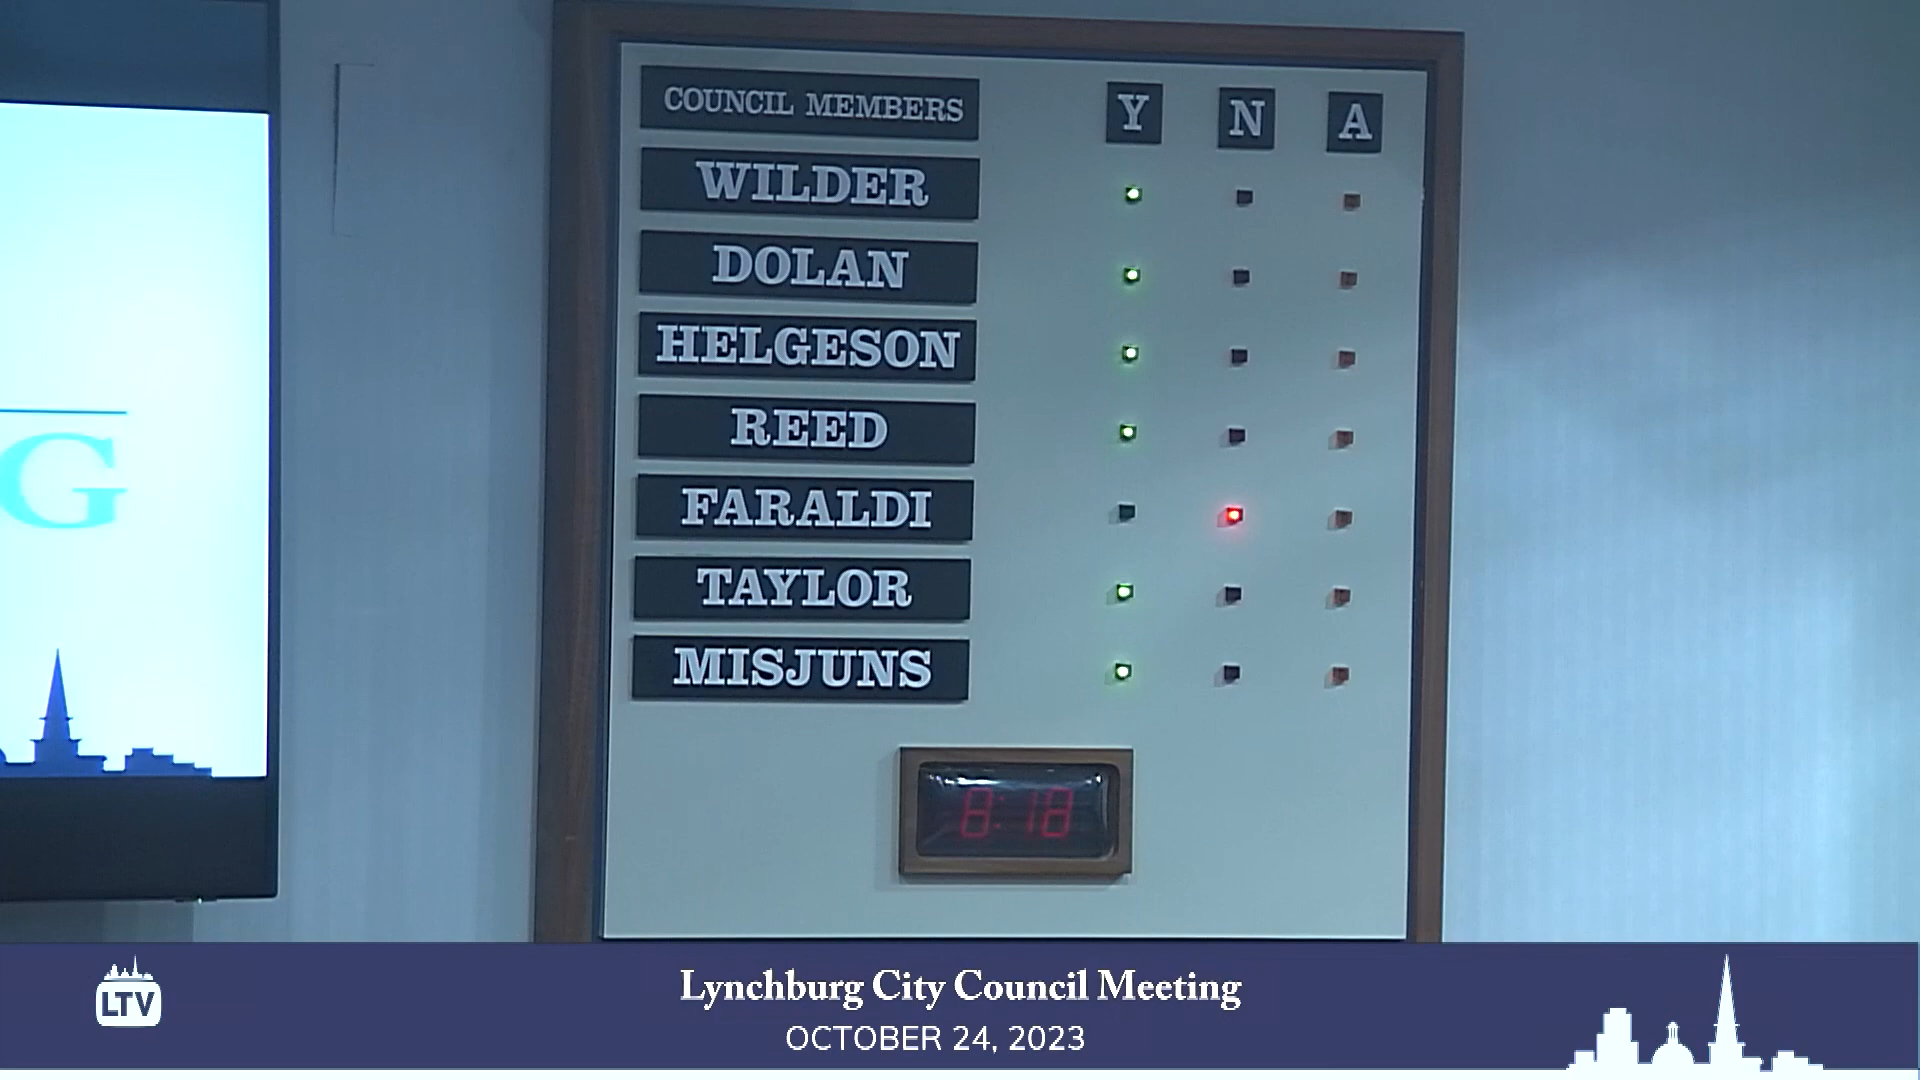 COUNCIL MEMBERS Y N A
WILDER
DOLAN
HELGESON
REED
FARALDI
TAYLOR
MISJUNS
G
8:18
LTV
Lynchburg City Council Meeting
OCTOBER 24, 2023